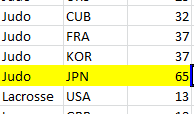 Judo CUB 32
Judo FRA 37
Judo KOR 37
Judo JPN 65
Lacrosse USA 13